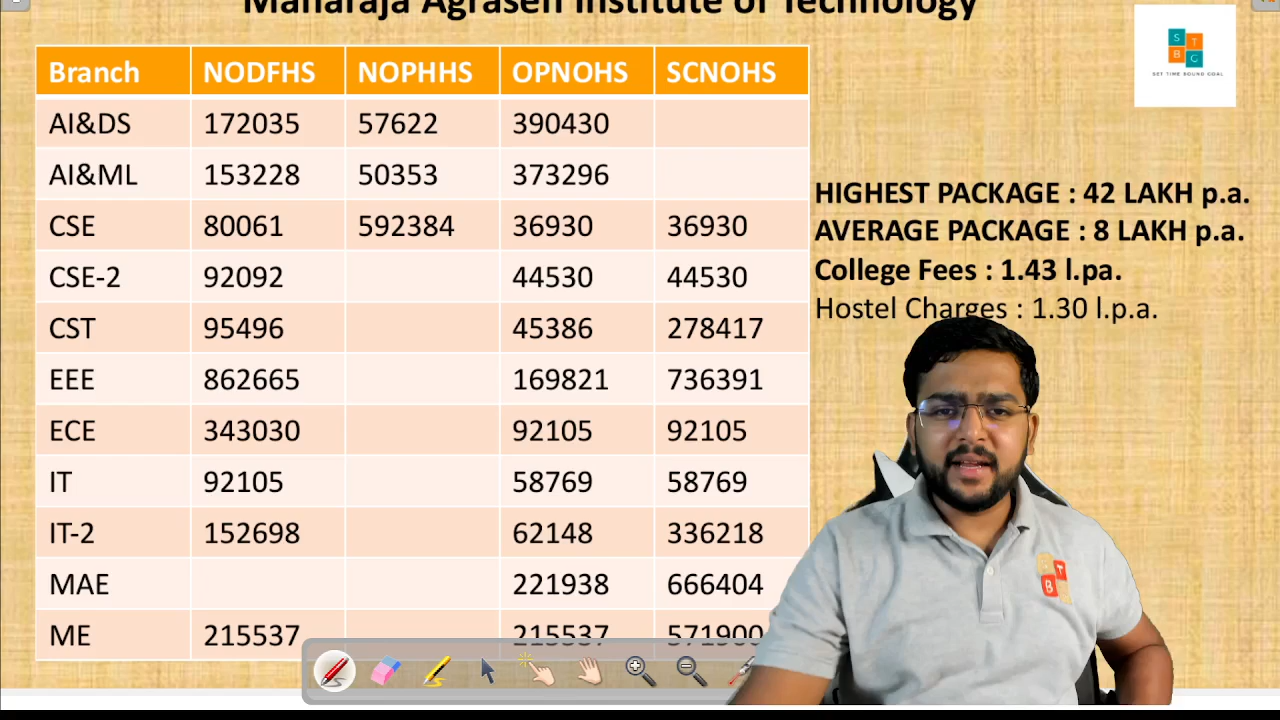 Maharaja Agrasen Institute of Technology
S T
B G
SET TIME BOUND GOAL
Branch NODFHS NOPHHS OPNOHS SCNOHS
AI&DS 172035 57622 390430
AI&ML 153228 50353 373296
CSE 80061 592384 36930 36930
CSE-2 92092 44530 44530
CST 95496 45386 278417
EEE 862665 169821 736391
ECE 343030 92105 92105
IT 92105 58769 58769
IT-2 152698 62148 336218
MAE 221938 666404
ME 215537 215537 571900
HIGHEST PACKAGE : 42 LAKH p.a.
AVERAGE PACKAGE : 8 LAKH p.a.
College Fees : 1.43 l.pa.
Hostel Charges : 1.30 l.p.a.
T
B